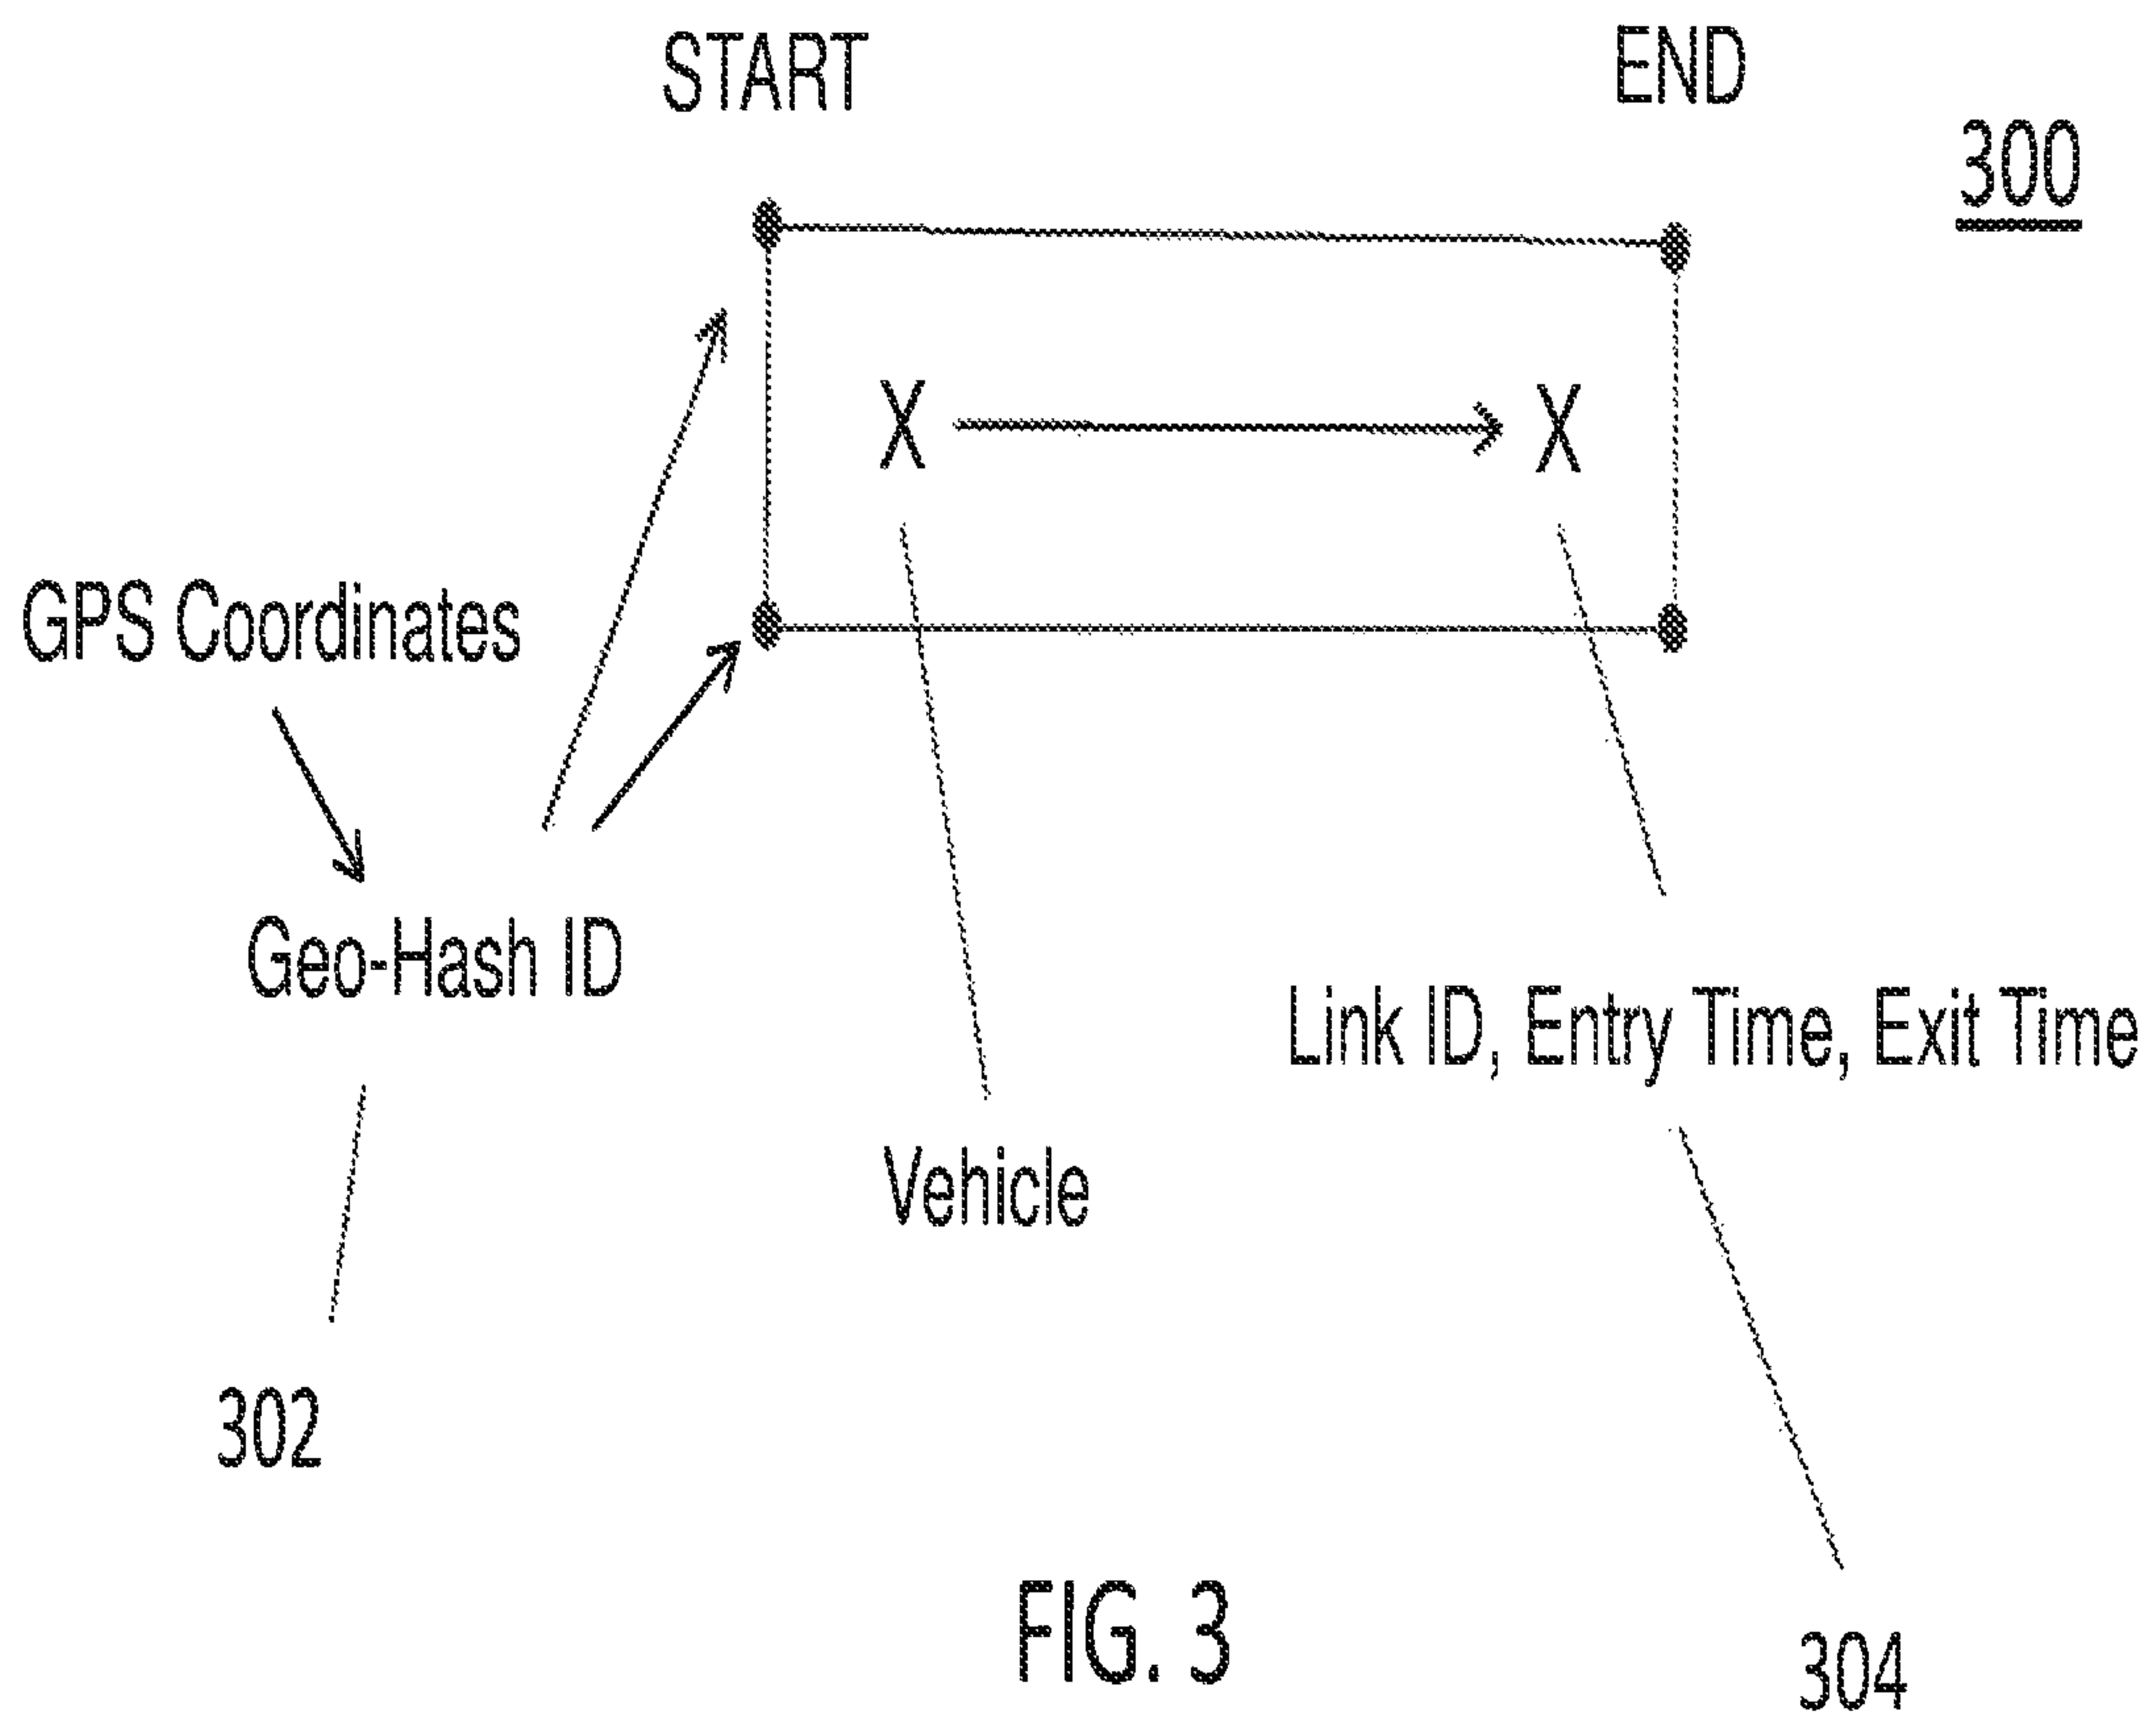 START
END
300
X
X
GPS Coordinates
Geo-Hash ID
Link ID, Entry Time, Exit Time
Vehicle
302
FIG. 3
304